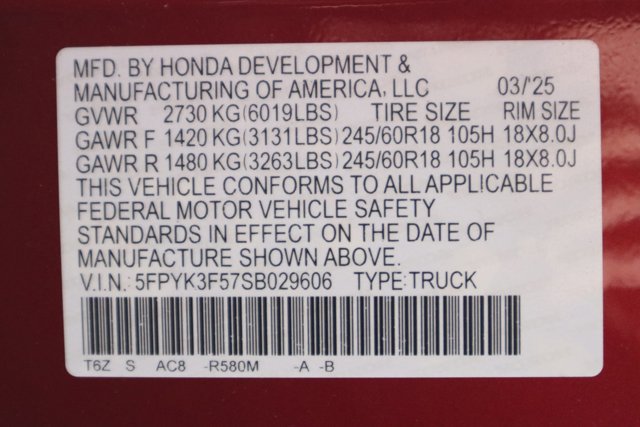 MFD. BY HONDA DEVELOPMENT &
MANUFACTURING OF AMERICA, LLC 03/25
GVWR 2730 KG(6019LBS) TIRE SIZE RIM SIZE
GAWR F 1420 KG(3131LBS) 245/60R18 105H 18X8.0J
GAWR R 1480 KG(3263LBS) 245/60R18 105H 18X8.0J
THIS VEHICLE CONFORMS TO ALL APPLICABLE
FEDERAL MOTOR VEHICLE SAFETY
STANDARDS IN EFFECT ON THE DATE OF
MANUFACTURE SHOWN ABOVE.
V.I.N.: 5FPYK3F57SB029606 TYPE:TRUCK
T6Z S AC8 -R580M -A -B